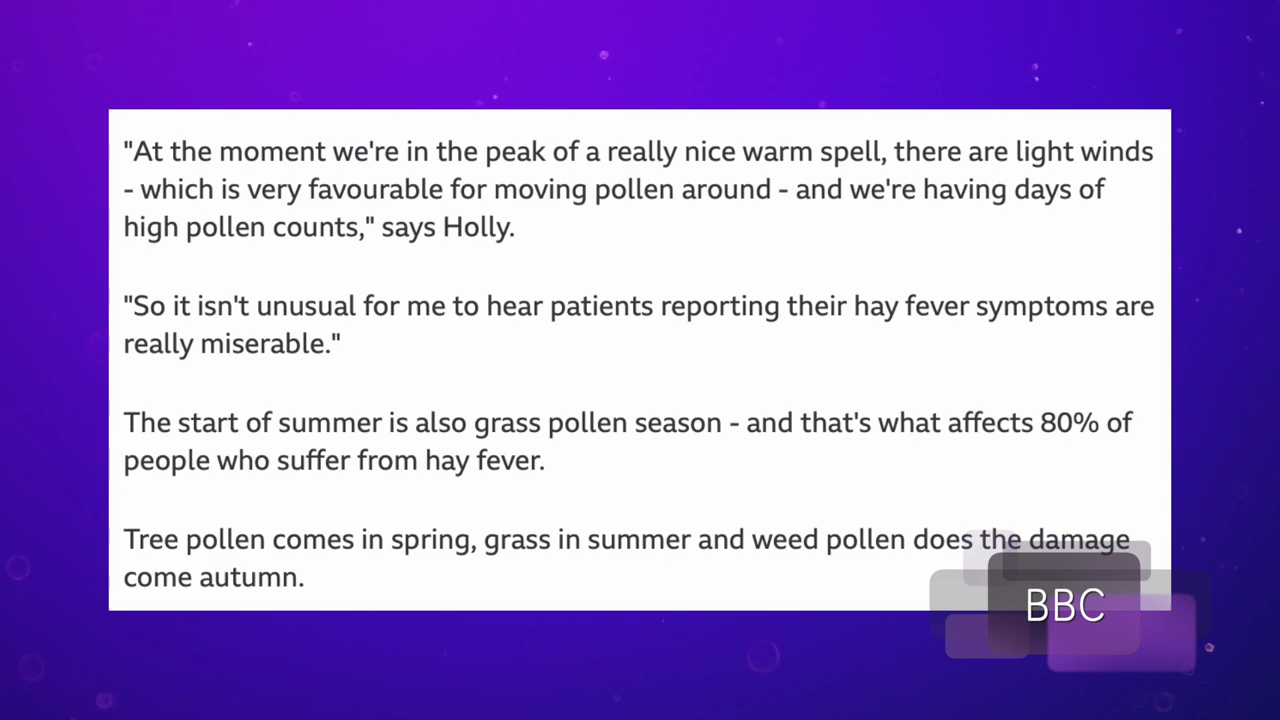 "At the moment we're in the peak of a really nice warm spell, there are light winds
- which is very favourable for moving pollen around - and we're having days of
high pollen counts," says Holly.
"So it isn't unusual for me to hear patients reporting their hay fever symptoms are
really miserable."
The start of summer is also grass pollen season - and that's what affects 80% of
people who suffer from hay fever.
Tree pollen comes in spring, grass in summer and weed pollen does the damage
come autumn.
BBC